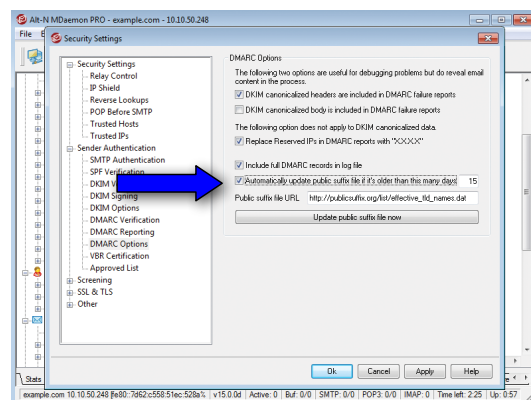 Alt-N MDaemon PRO - example.com - 10.10.50.248
File
Security Settings
Security Settings
Relay Control
IP Shield
Reverse Lookups
POP Before SMTP
Trusted Hosts
Trusted IPs
Sender Authentication
SMTP Authentication
SPF Verification
DKIM
DKIM Signing
DKIM Options
DMARC Verification
DMARC Reporting
DMARC Options
VBR Certification
Approved List
Screening
SSL & TLS
Other
DMARC Options
The following two options are useful for debugging problems but do reveal email
content in the process.
DKIM canonicalized headers are included in DMARC failure reports
DKIM canonicalized body is included in DMARC failure reports
The following option does not apply to DKIM canonicalized data.
Replace Reserved IPs in DMARC reports with "XXXX"
Include full DMARC records in log file
Automatically update public suffix file if it's older than this many days 15
Public suffix file URL http://publicsuffix.org/list/effective_tld_names.dat
Update public suffix file now
Ok Cancel Apply Help
Stats
example.com 10.10.50.248 [fe80::7d62:c558:51ec:528a% v15.0.0d Active: 0 Buf: 0/0 SMTP: 0/0 POP3: 0/0 IMAP: 0 Time left: 2:25 Up: 0:57